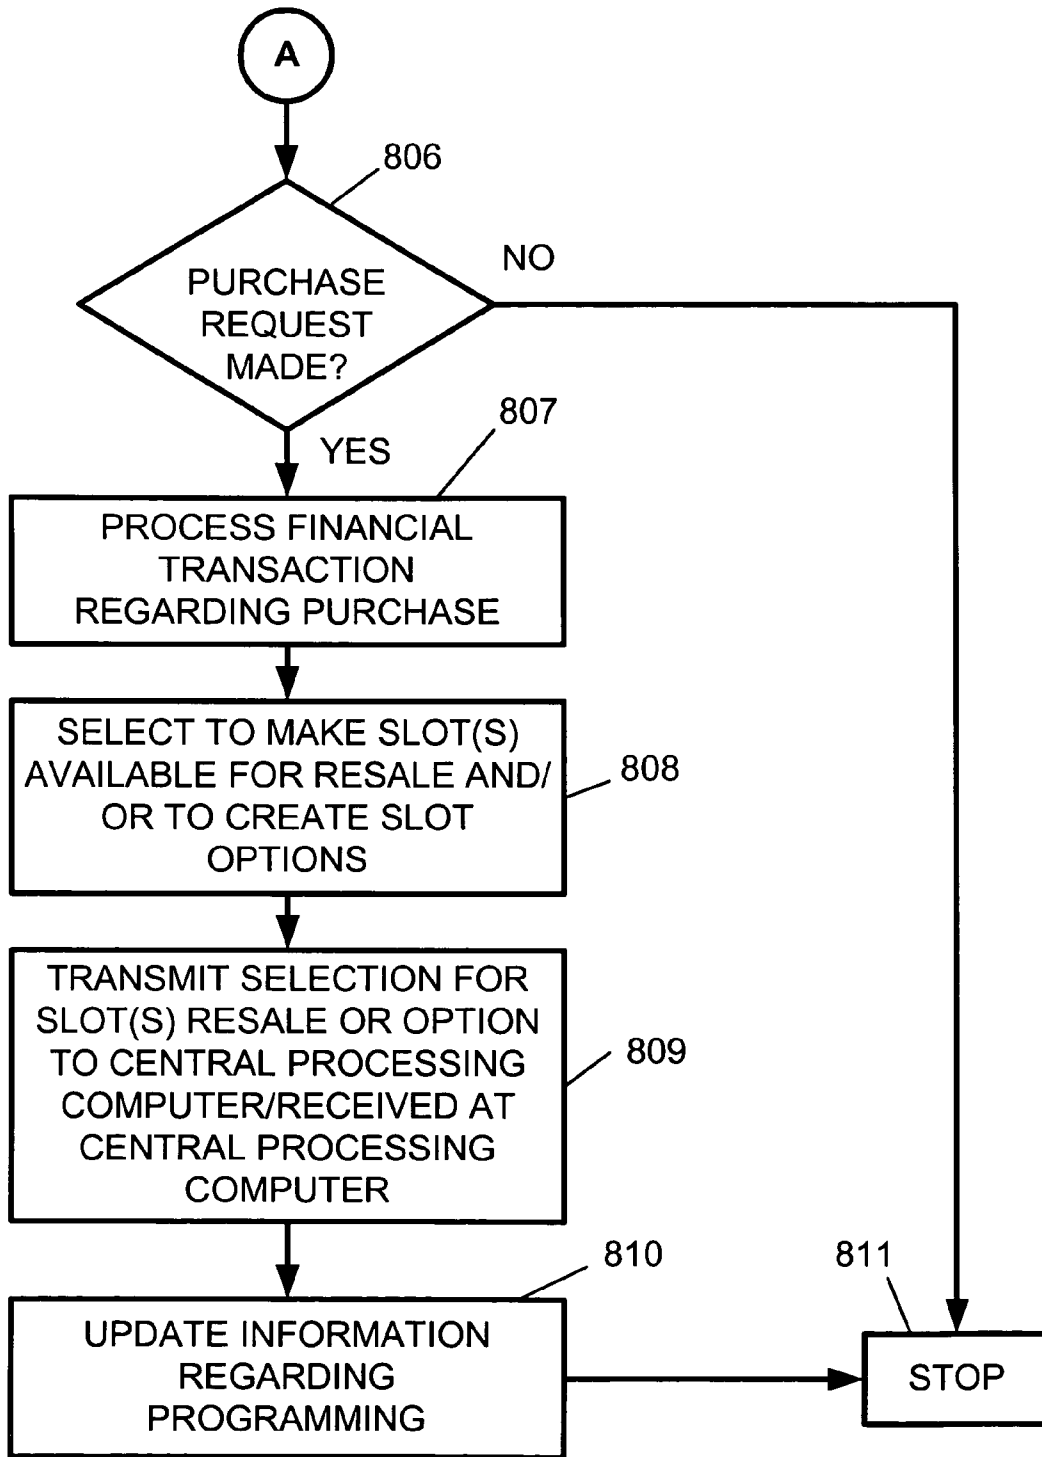 A
806
NO
PURCHASE
REQUEST
MADE?
807
YES
PROCESS FINANCIAL
TRANSACTION
REGARDING PURCHASE
SELECT TO MAKE SLOT(S)
AVAILABLE FOR RESALE AND/
OR TO CREATE SLOT
OPTIONS
808
TRANSMIT SELECTION FOR
SLOT(S) RESALE OR OPTION
TO CENTRAL PROCESSING
COMPUTER/RECEIVED AT
CENTRAL PROCESSING
COMPUTER
809
810
811
UPDATE INFORMATION
REGARDING
PROGRAMMING
STOP